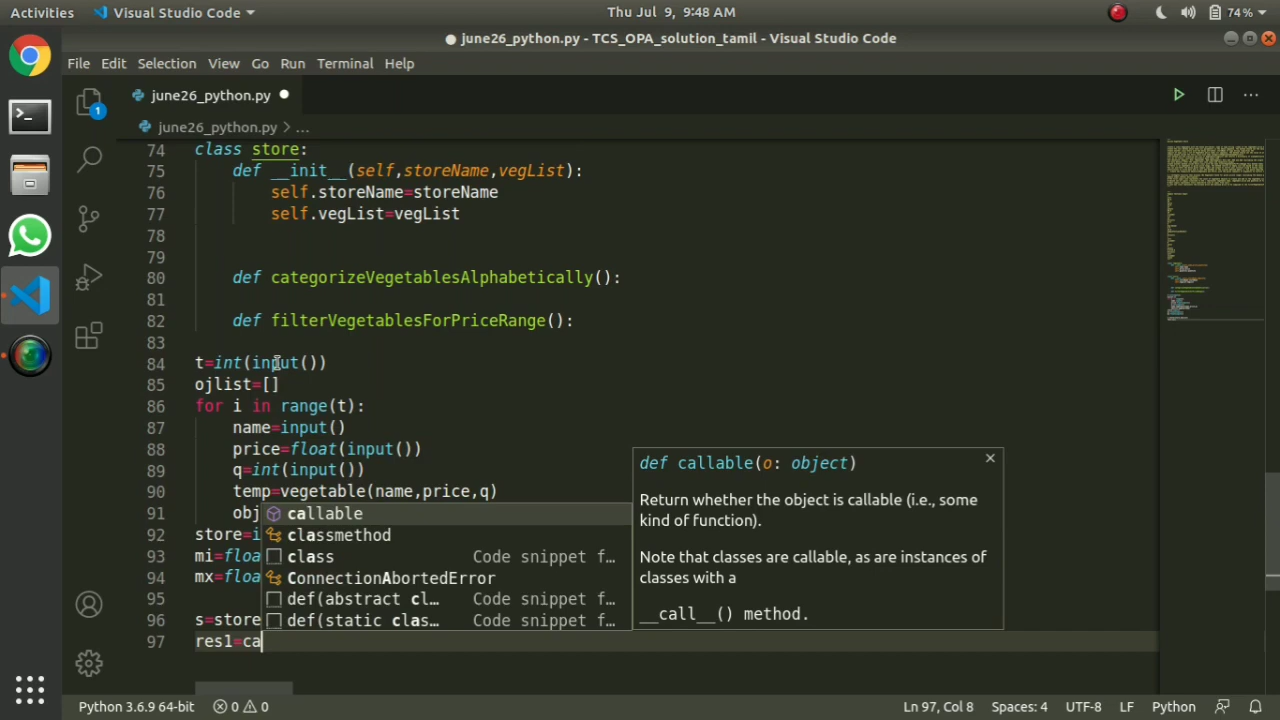 Activities Visual Studio Code Thu Jul 9, 9:48 AM 74%
june26_python.py - TCS_OPA_solution_tamil - Visual Studio Code
File Edit Selection View Go Run Terminal Help
june26_python.py
1
june26_python.py > ...
74 class store:
75 def __init__(self,storeName,vegList):
76 self.storeName=storeName
77 self.vegList=vegList
78
79
80 def categorizeVegetablesAlphabetically():
81
82 def filterVegetablesForPriceRange():
83
84 t=int(input())
85 ojlist=[]
86 for i in range(t):
87 name=input()
88 price=float(input())
89 q=int(input())
90 temp=vegetable(name,price,q)
91 obj
92 store=i
93 mi=floa
94 mx=floa
95
96 s=store
97 res1=ca
callable
classmethod
class Code snippet f…
ConnectionAbortedError
def(abstract cl… Code snippet f…
def(static clas… Code snippet f…
def callable(o: object)
Return whether the object is callable (i.e., some
kind of function).
Note that classes are callable, as are instances of
classes with a
__call__() method.
Python 3.6.9 64-bit 0 0 Ln 97, Col 8 Spaces: 4 UTF-8 LF Python